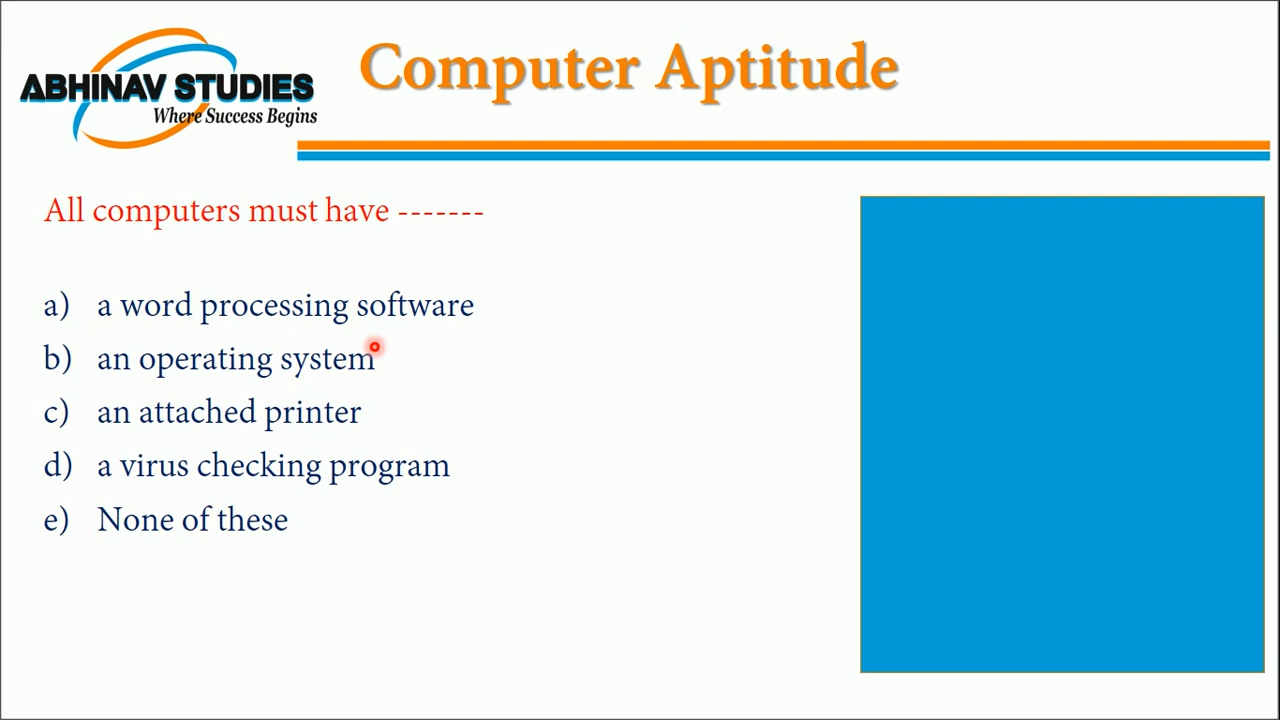 ABHINAV STUDIES
Where Success Begins
Computer Aptitude
All computers must have -------
a) a word processing software
b) an operating system
c) an attached printer
d) a virus checking program
e) None of these